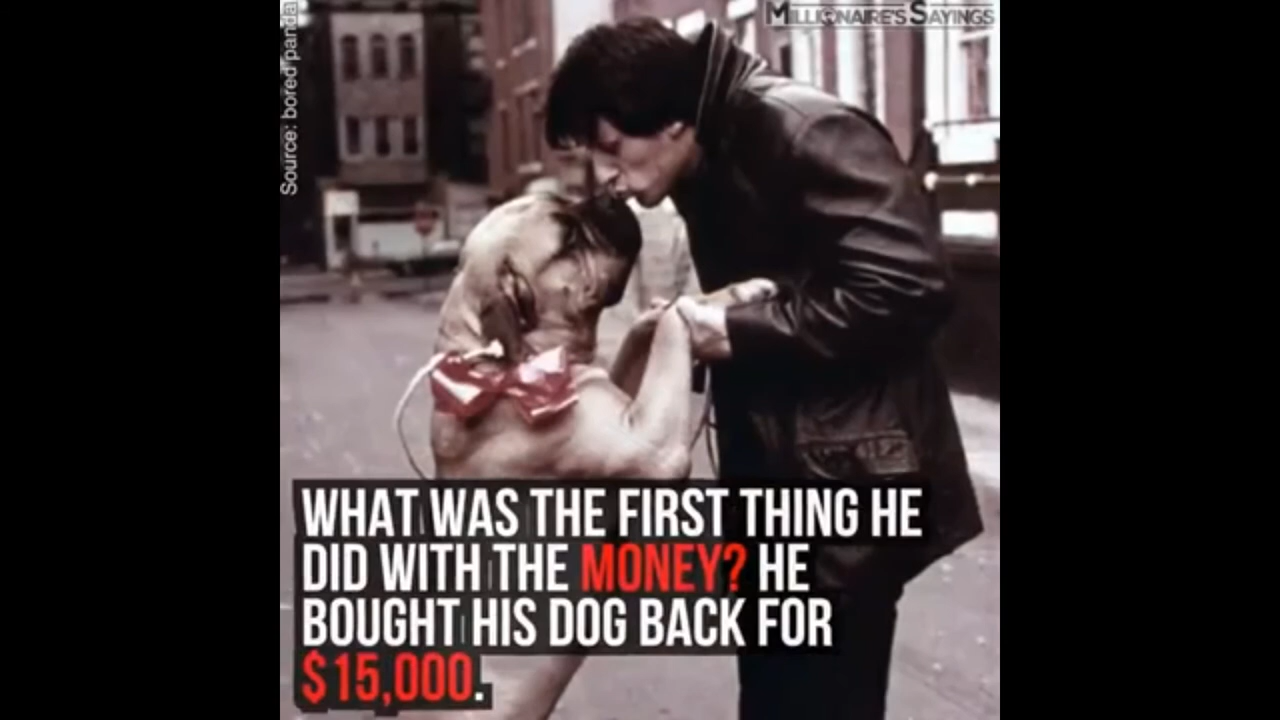 MILLIONAIRE'S SAYINGS
Source: bored panda
WHAT WAS THE FIRST THING HE
DID WITH THE MONEY? HE
BOUGHT HIS DOG BACK FOR
$15,000.